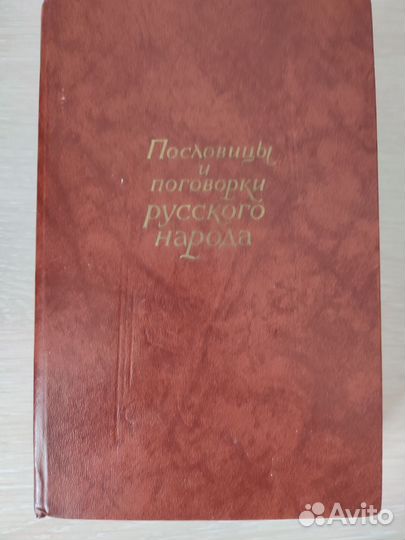 Пословицы
и
поговорки
русского
народа
Avito